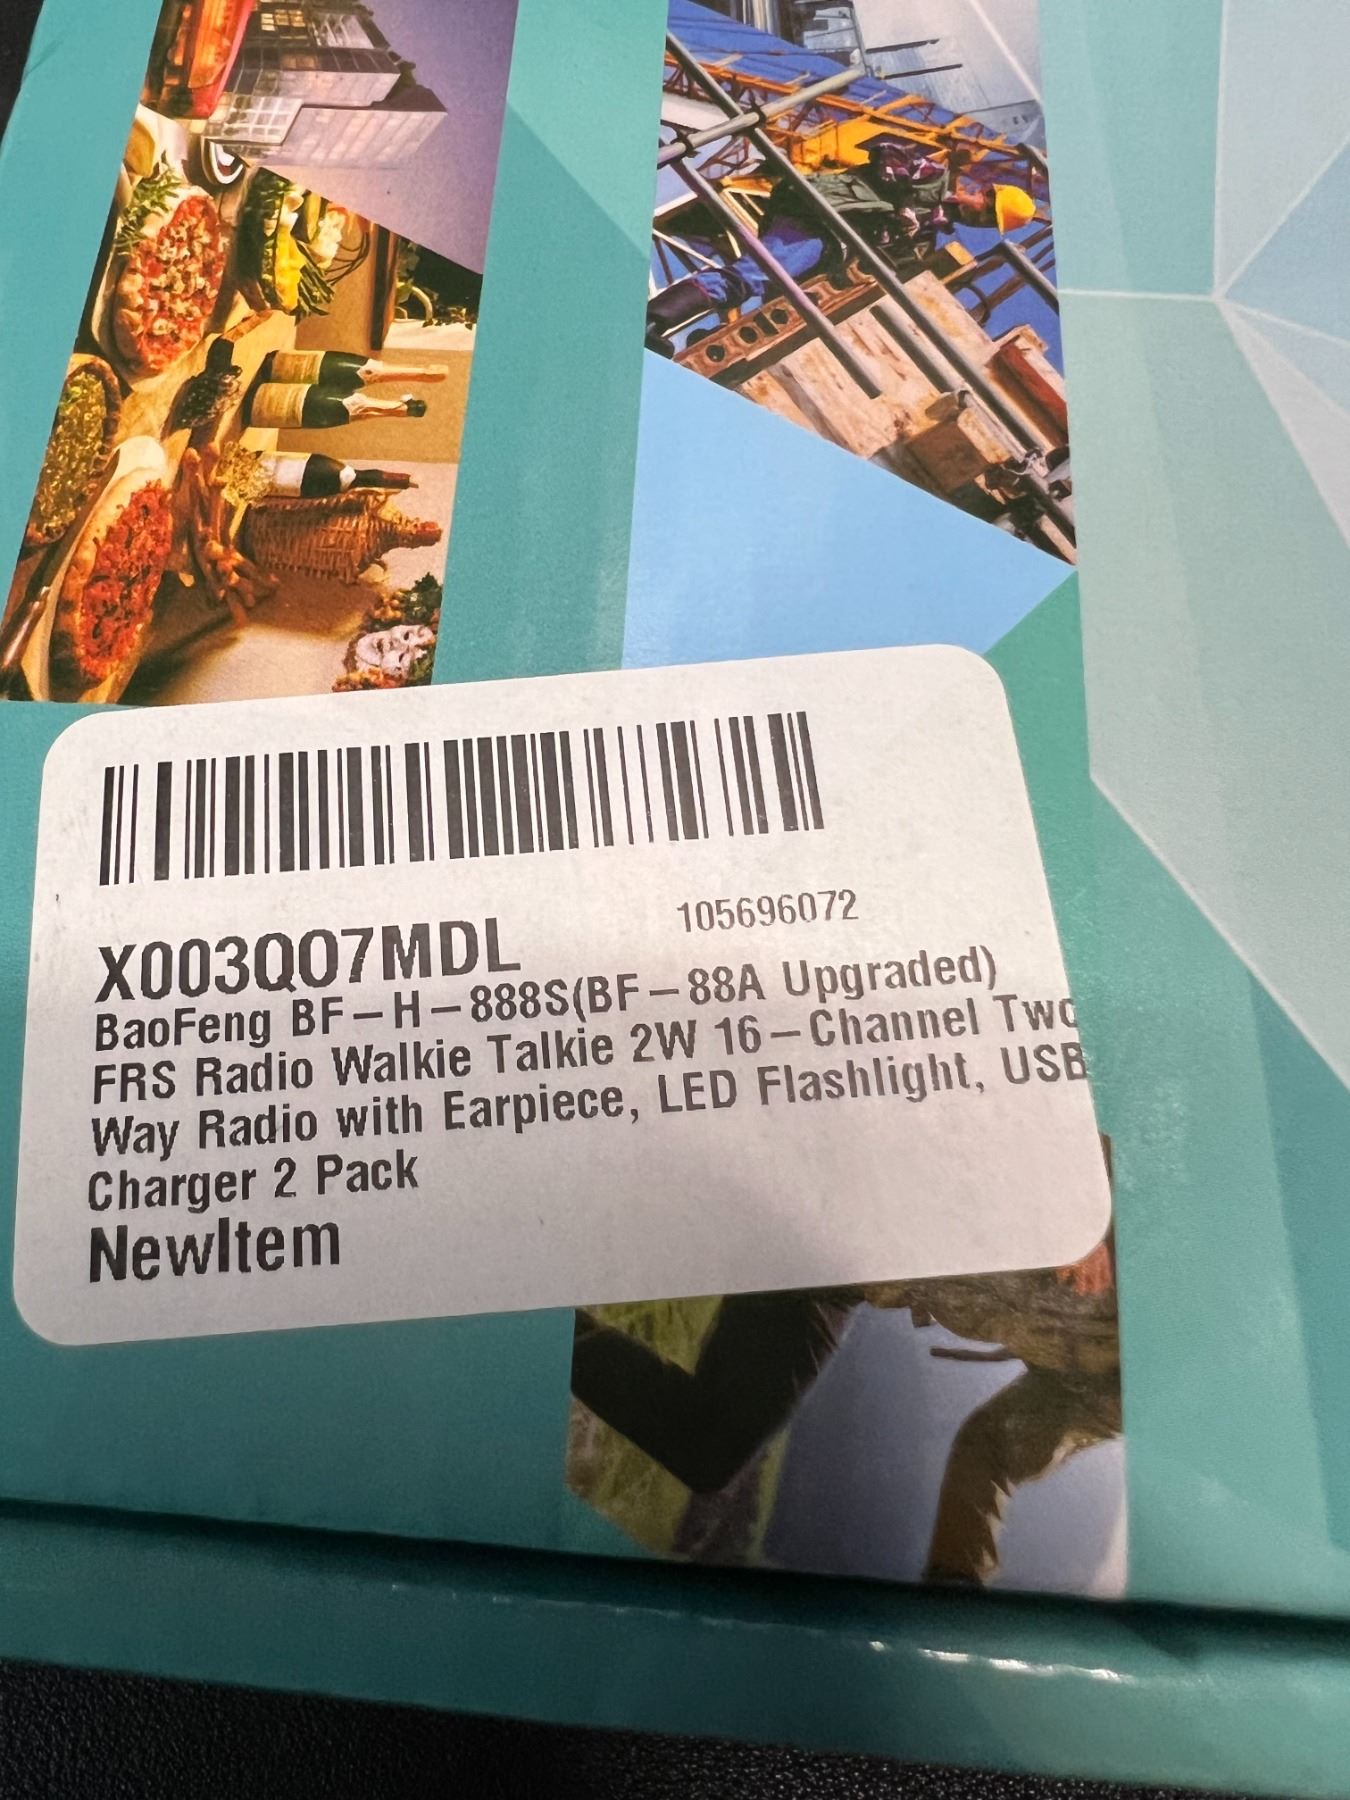 105696072
X003QO7MDL
BaoFeng BF-H-888S(BF-88A Upgraded)
FRS Radio Walkie Talkie 2W 16-Channel Two
Way Radio with Earpiece, LED Flashlight, USB
Charger 2 Pack
NewItem